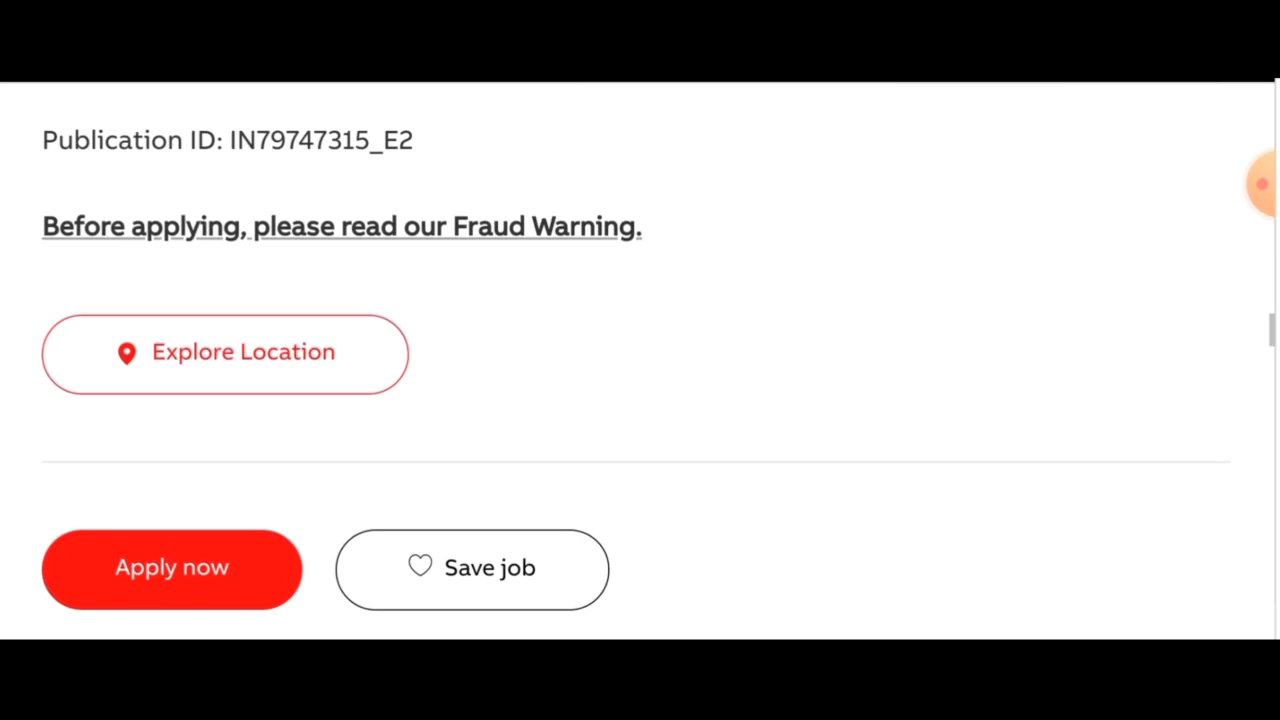 Publication ID: IN79747315_E2
Before applying, please read our Fraud Warning.
Explore Location
Apply now
Save job